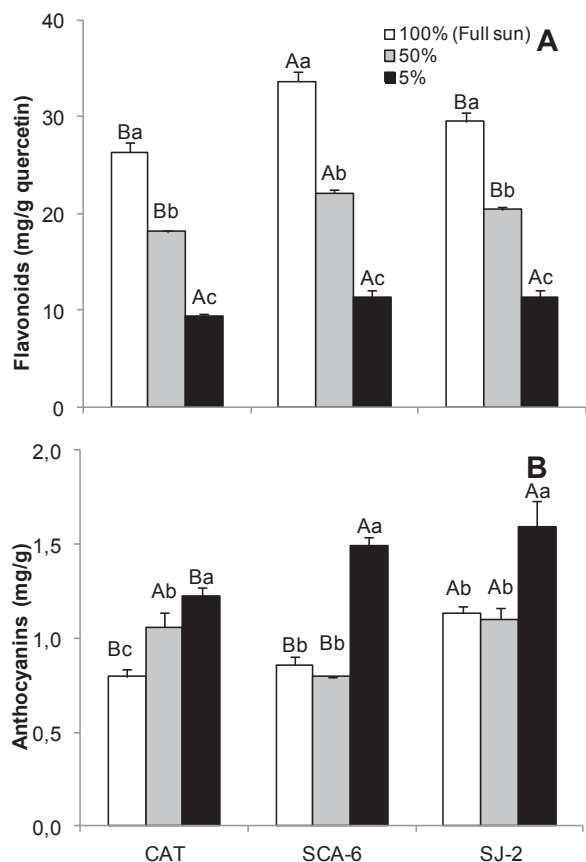 40
30
20
10
0
Flavonoids (mg/g quercetin)
100% (Full sun)
50%
5%
A
Ba
Bb
Ac
Aa
Ab
Ac
Ba
Bb
Ac
2,0
1,5
1,0
0,5
0,0
Anthocyanins (mg/g)
B
Bc
Ab
Ba
Bb
Bb
Aa
Ab
Ab
Aa
CAT SCA-6 SJ-2